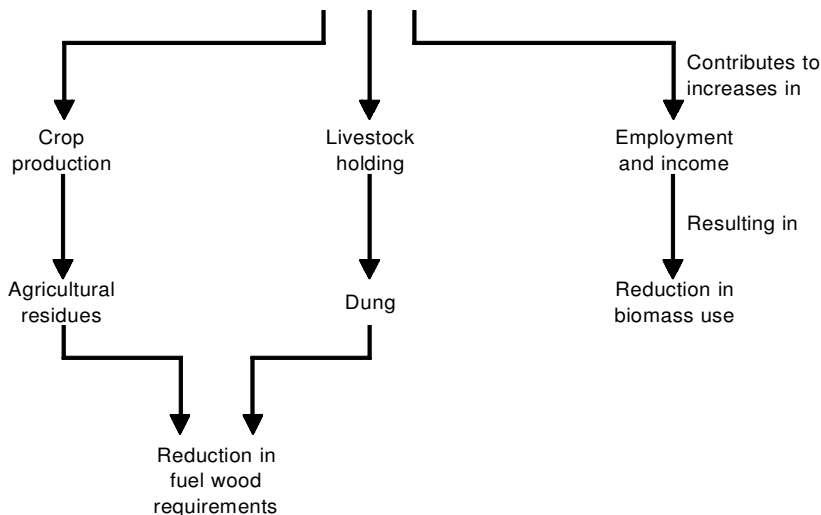 Contributes to
increases in
Crop
production
Livestock
holding
Employment
and income
Resulting in
Agricultural
residues
Dung
Reduction in
biomass use
Reduction in
fuel wood
requirements